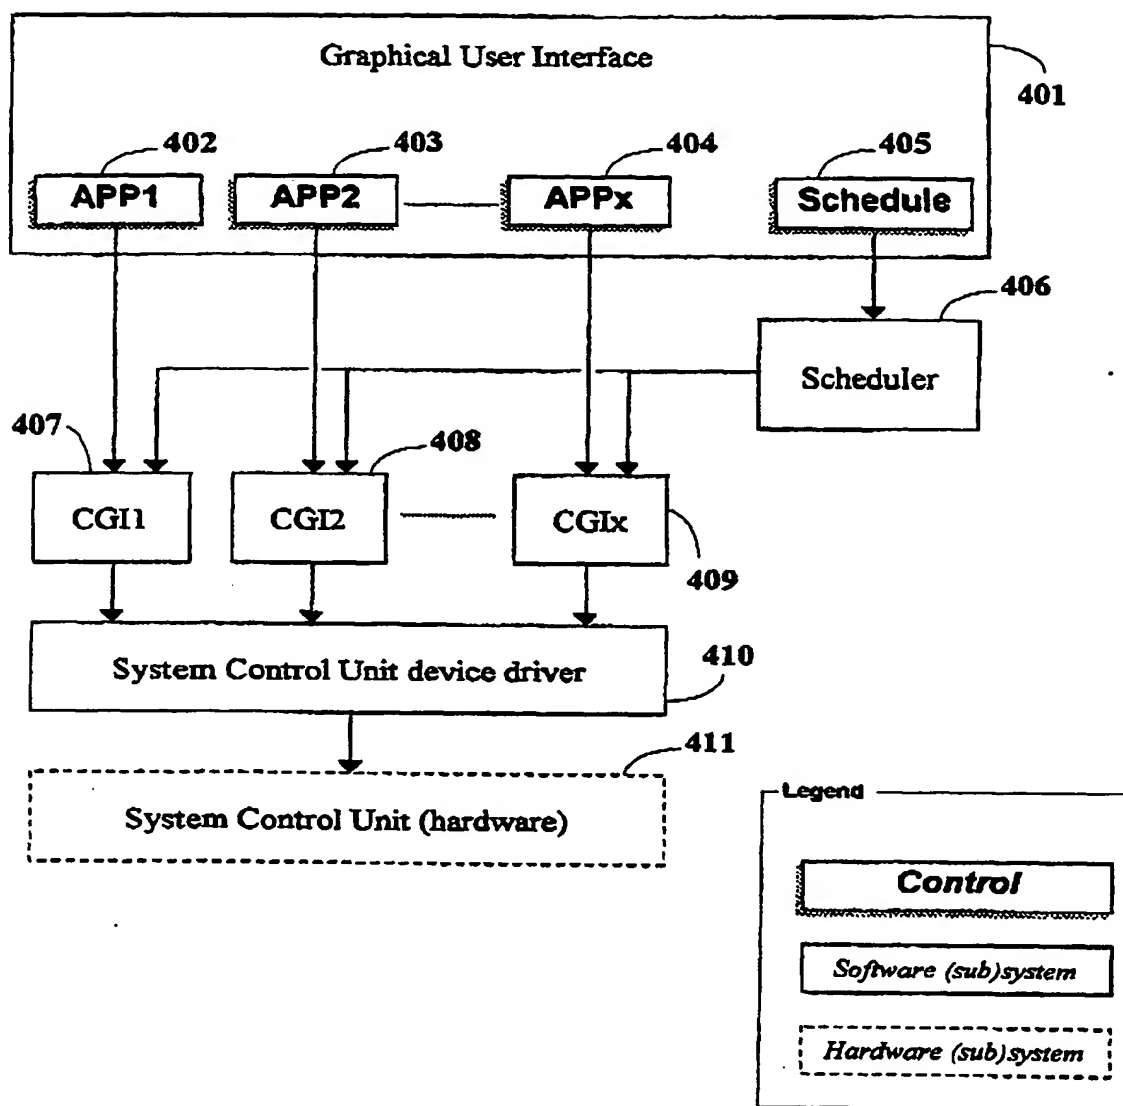 Graphical User Interface
401
402
403
404
405
APP1
APP2
APPx
Schedule
406
Scheduler
407
408
CGI1
CGI2
CGIx
409
System Control Unit device driver
410
411
System Control Unit (hardware)
Legend
Control
Software (sub)system
Hardware (sub)system